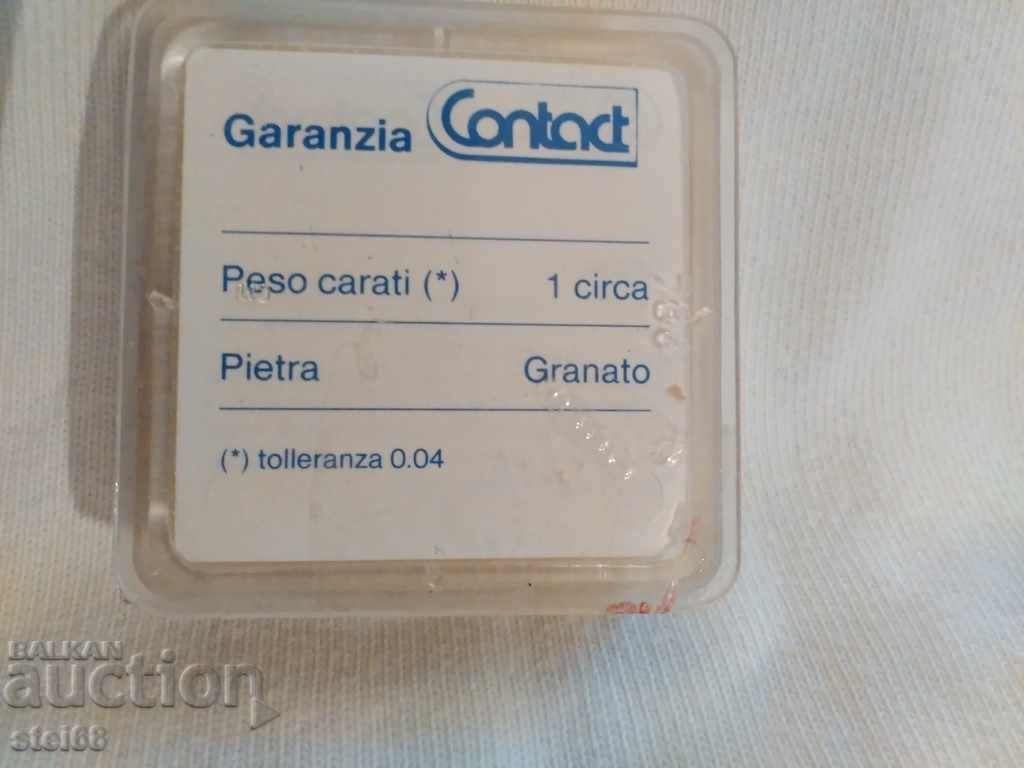 Garanzia Contact
Peso carati (*) 1 circa
Pietra Granato
(*) tolleranza 0.04
BALKAN
auction
stei68